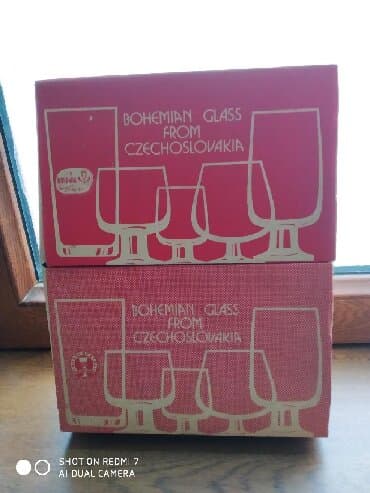 BOHEMIAN GLASS
FROM
CZECHOSLOVAKIA
BOHEMIAN GLASS
FROM
CZECHOSLOVAKIA
SHOT ON REDMI 7
AI DUAL CAMERA